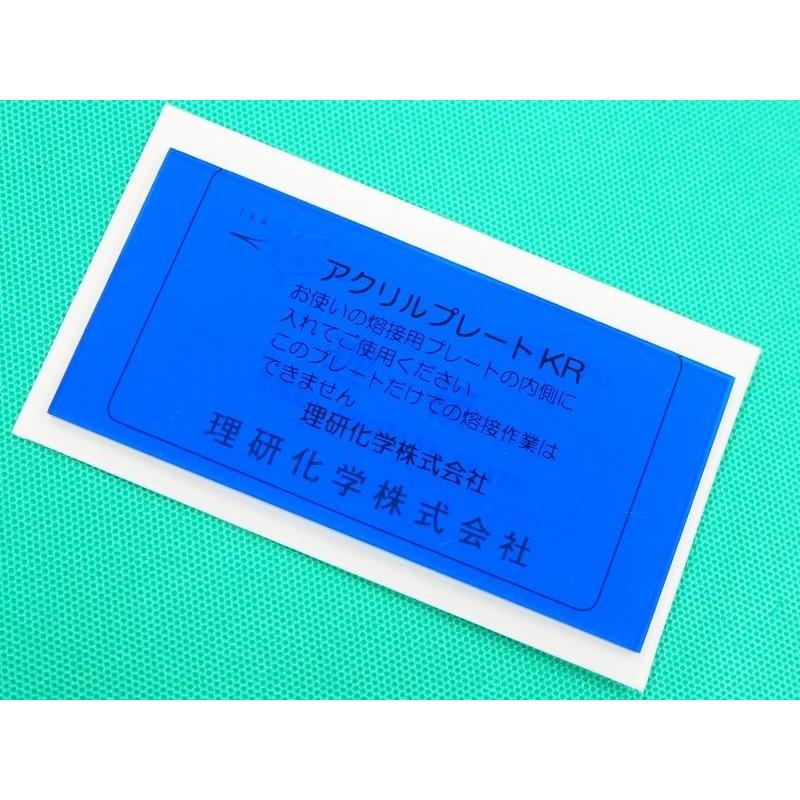 TRA
アクリルプレートKR
お使いの熔接用プレートの内側に
入れてご使用ください
このプレートだけでの熔接作業は
できません
理研化学株式会社
理研化学株式会社